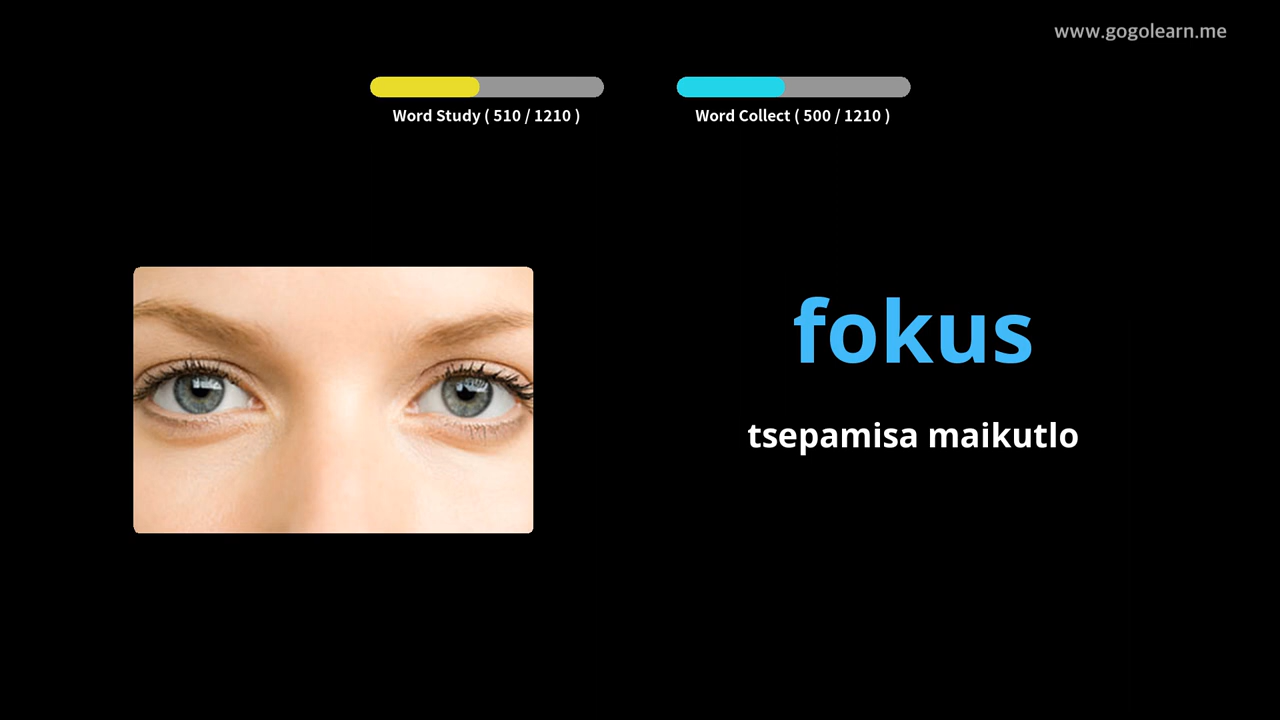 www.gogolearn.me
Word Study ( 510 / 1210 )
Word Collect ( 500 / 1210 )
fokus
tsepamisa maikutlo